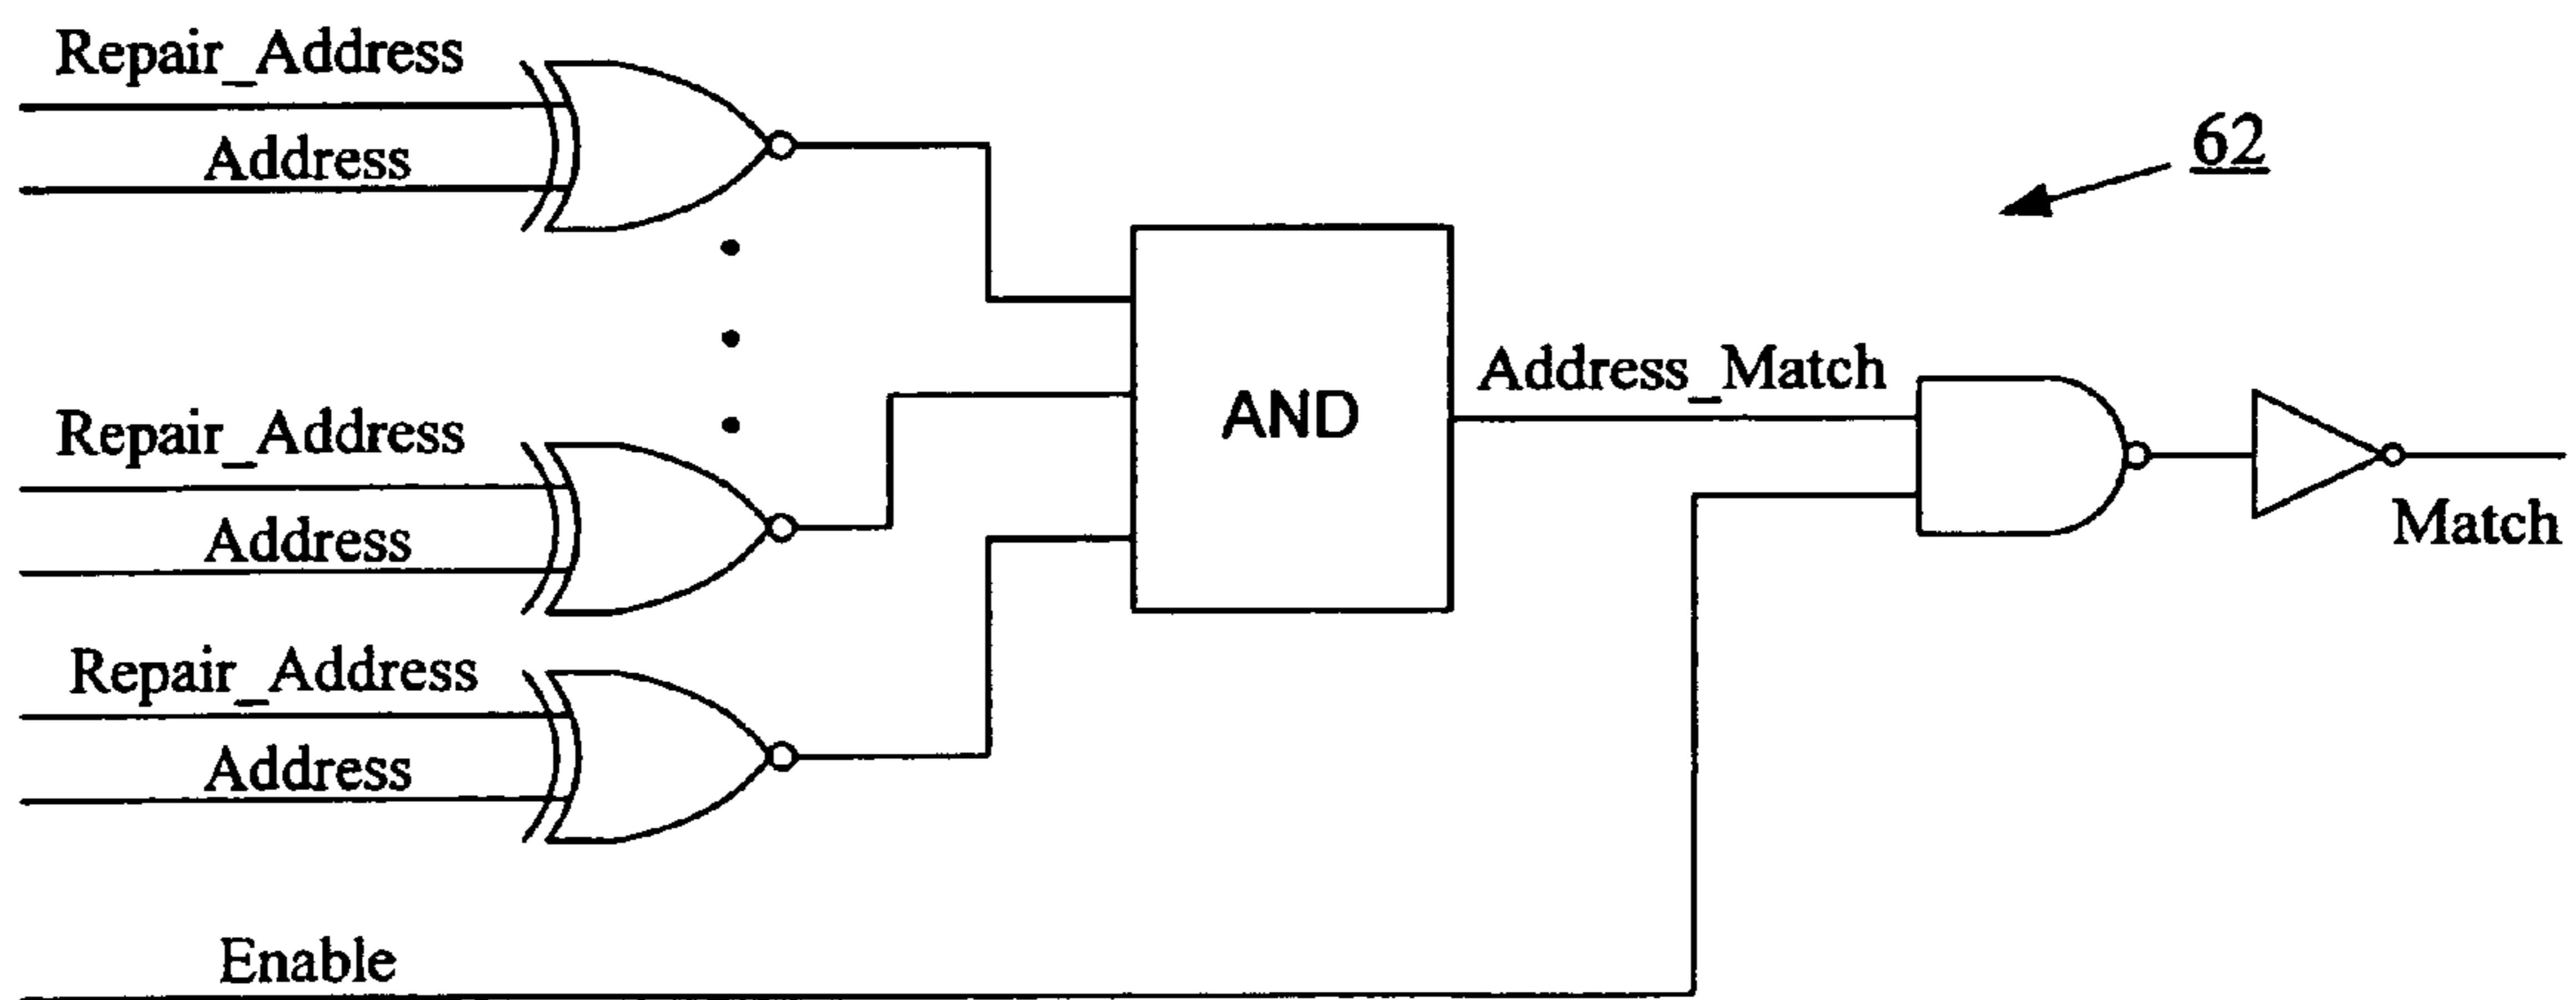 Repair_Address
Address
62
Address_Match
AND
Repair_Address
Address
Match
Repair_Address
Address
Enable